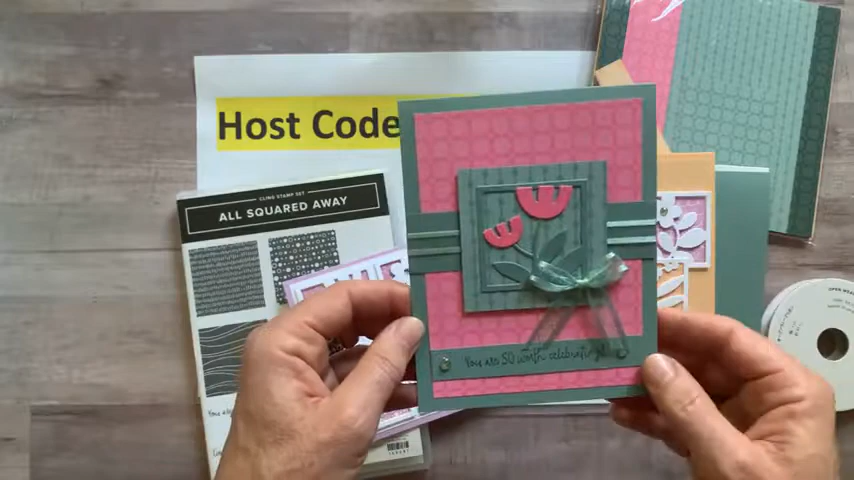 Host Code
CLING STAMP SET
ALL SQUARED AWAY
You are SO worth celebrating!